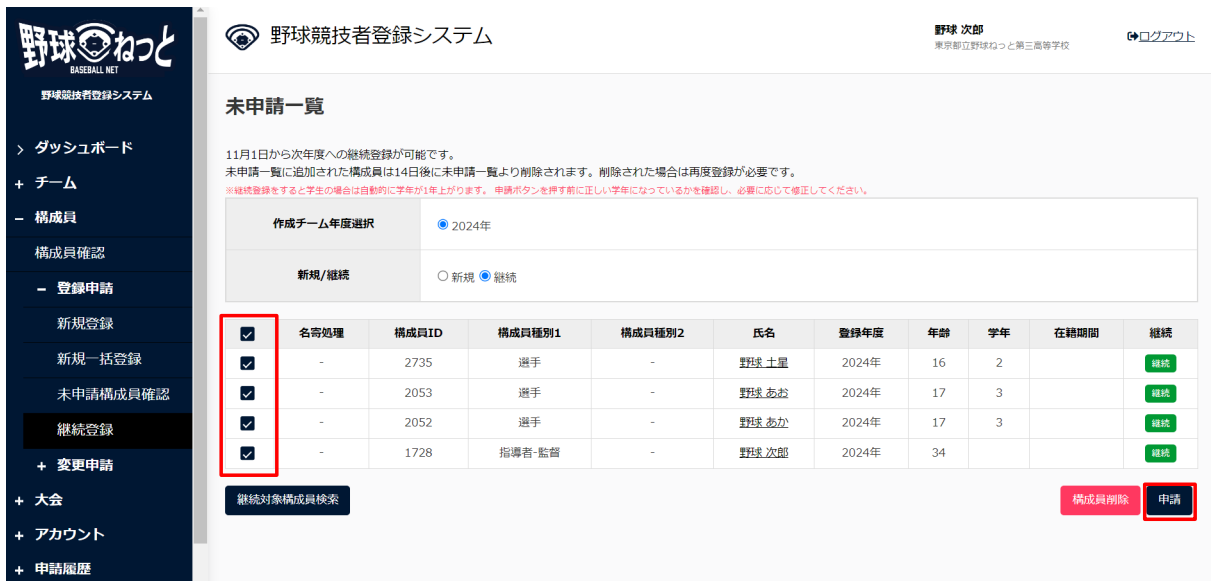 野球ねっと
BASEBALL NET
野球競技者登録システム
ダッシュボード
+ チーム
− 構成員
構成員確認
− 登録申請
新規登録
新規一括登録
未申請構成員確認
継続登録
+ 変更申請
+ 大会
+ アカウント
+ 申請履歴
野球競技者登録システム
野球 次郎
東京都立野球ねっと第三高等学校
ログアウト
未申請一覧
11月1日から次年度への継続登録が可能です。
未申請一覧に追加された構成員は14日後に未申請一覧より削除されます。削除された場合は再度登録が必要です。
※継続登録をすると学生の場合は自動的に学年が1年上がります。 申請ボタンを押す前に正しい学年になっているかを確認し、必要に応じて修正してください。
作成チーム年度選択 2024年
新規/継続 新規 継続
名寄処理 構成員ID 構成員種別1 構成員種別2 氏名 登録年度 年齢 学年 在籍期間 継続
- 2735 選手 - 野球 土星 2024年 16 2 継続
- 2053 選手 - 野球 あお 2024年 17 3 継続
- 2052 選手 - 野球 あか 2024年 17 3 継続
- 1728 指導者-監督 - 野球 次郎 2024年 34 継続
継続対象構成員検索 構成員削除 申請